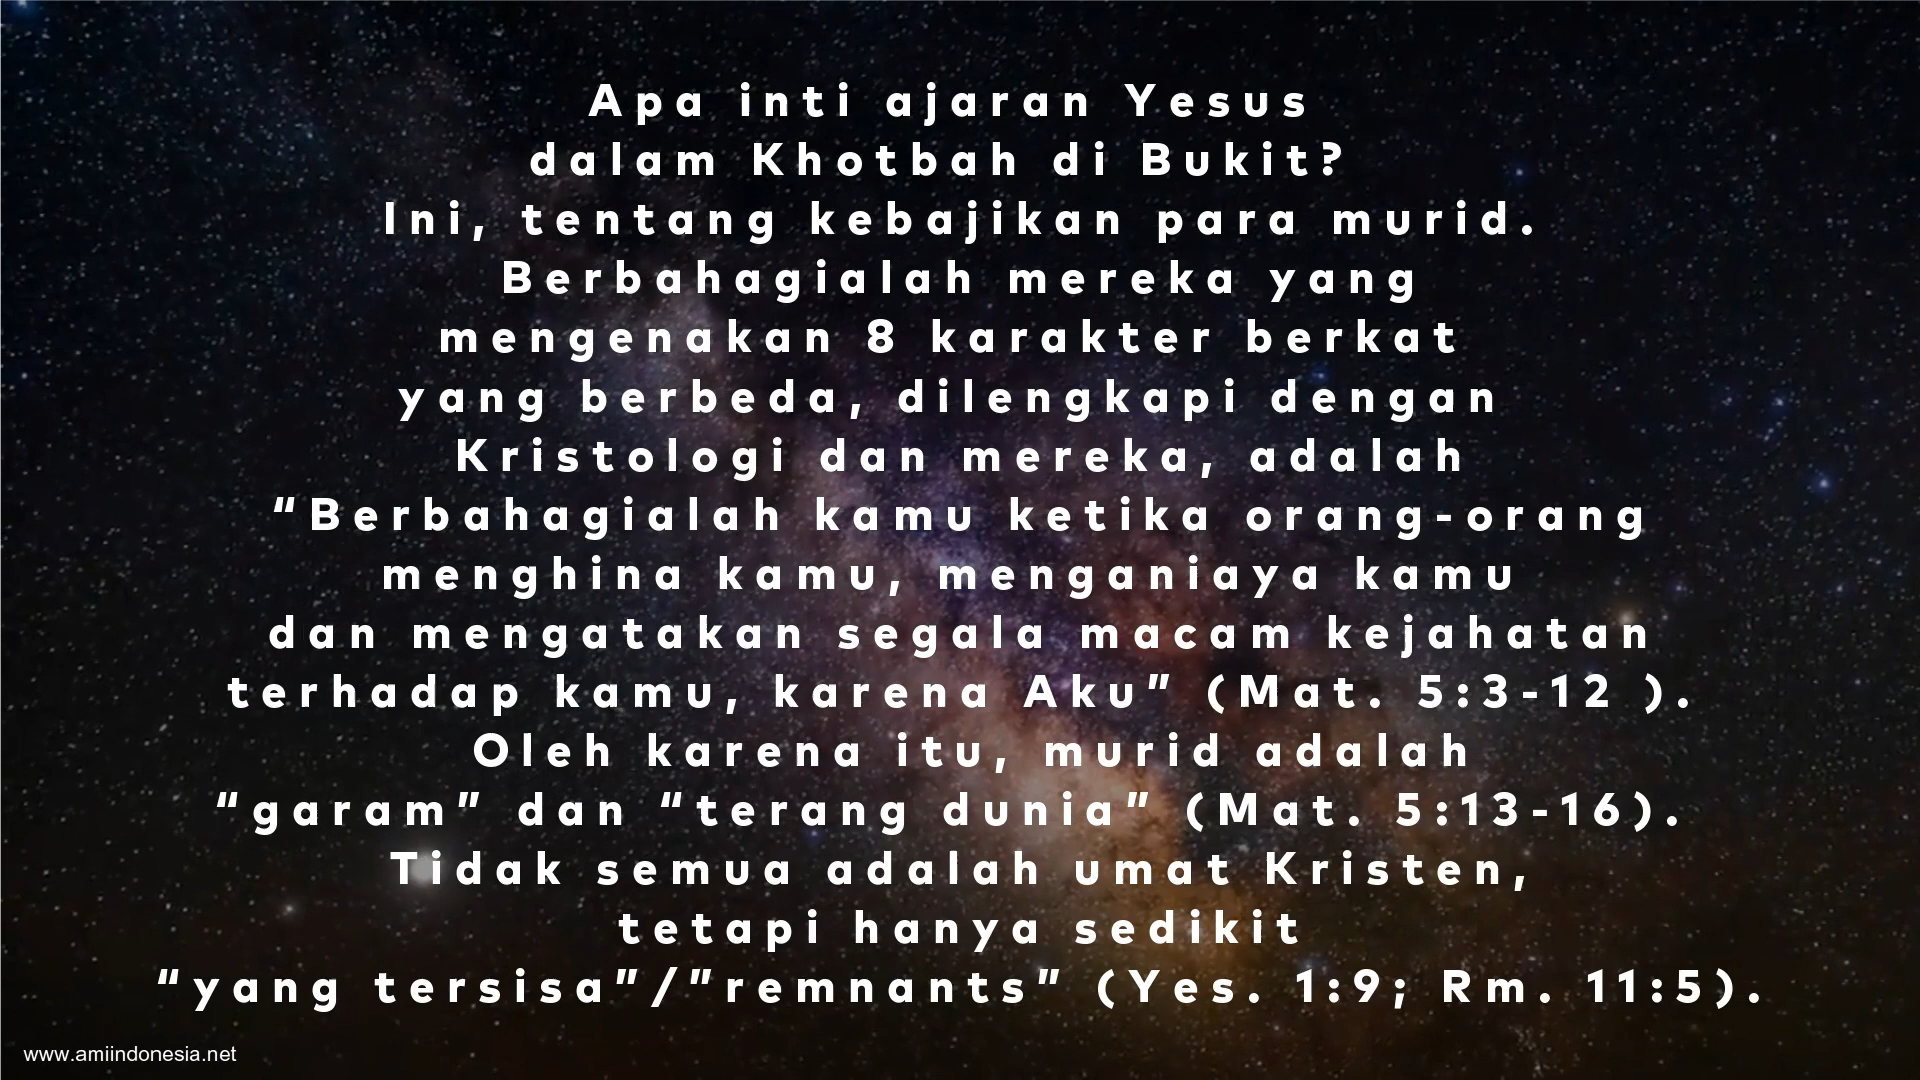 Apa inti ajaran Yesus
dalam Khotbah di Bukit?
Ini, tentang kebajikan para murid.
Berbahagialah mereka yang
mengenakan 8 karakter berkat
yang berbeda, dilengkapi dengan
Kristologi dan mereka, adalah
“Berbahagialah kamu ketika orang-orang
menghina kamu, menganiaya kamu
dan mengatakan segala macam kejahatan
terhadap kamu, karena Aku” (Mat. 5:3-12 ).
Oleh karena itu, murid adalah
“garam” dan “terang dunia” (Mat. 5:13-16).
Tidak semua adalah umat Kristen,
tetapi hanya sedikit
“yang tersisa”/”remnants” (Yes. 1:9; Rm. 11:5).
www.amiindonesia.net